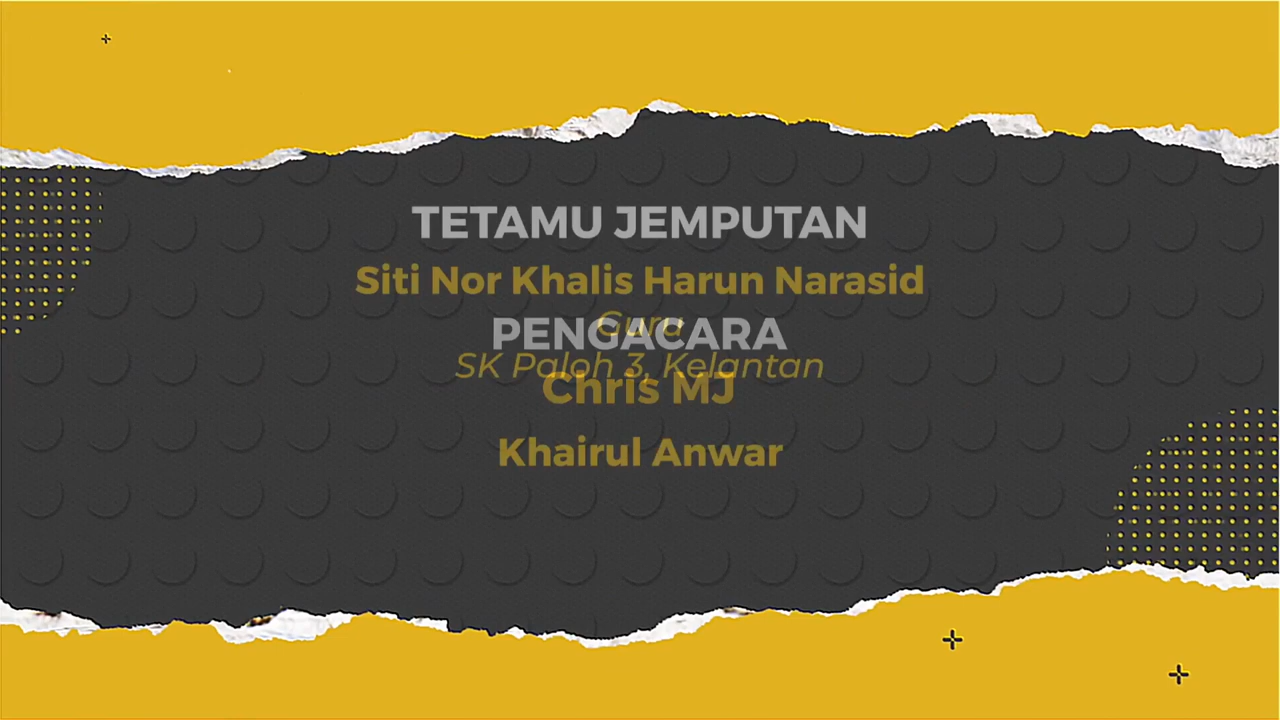 TETAMU JEMPUTAN
Siti Nor Khalis Harun Narasid
Guru
PENGACARA
SK Paloh 3, Kelantan
Chris MJ
Khairul Anwar